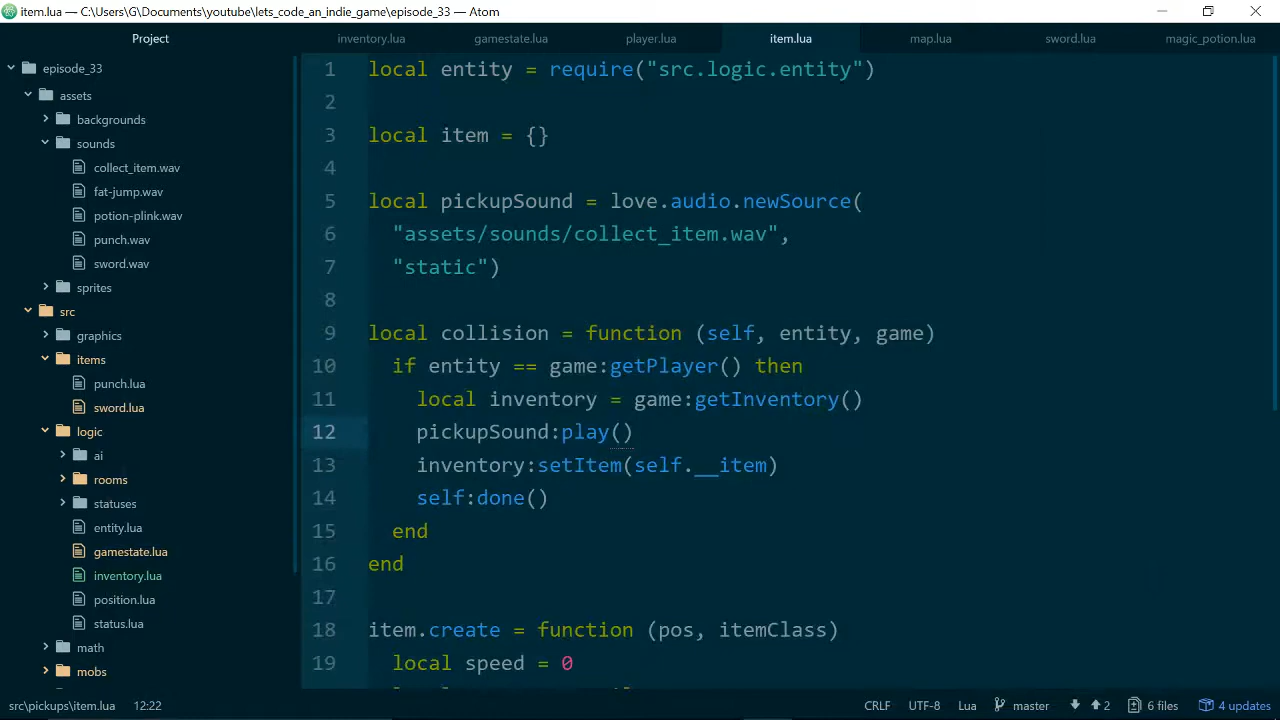 item.lua — C:\Users\G\Documents\youtube\lets_code_an_indie_game\episode_33 — Atom
Project
inventory.lua
gamestate.lua
player.lua
item.lua
map.lua
sword.lua
magic_potion.lua
episode_33
assets
backgrounds
sounds
collect_item.wav
fat-jump.wav
potion-plink.wav
punch.wav
sword.wav
sprites
src
graphics
items
punch.lua
sword.lua
logic
ai
rooms
statuses
entity.lua
gamestate.lua
inventory.lua
position.lua
status.lua
math
mobs
1 local entity = require("src.logic.entity")
2
3 local item = {}
4
5 local pickupSound = love.audio.newSource(
6 "assets/sounds/collect_item.wav",
7 "static")
8
9 local collision = function (self, entity, game)
10 if entity == game:getPlayer() then
11 local inventory = game:getInventory()
12 pickupSound:play()
13 inventory:setItem(self.__item)
14 self:done()
15 end
16 end
17
18 item.create = function (pos, itemClass)
19 local speed = 0
src\pickups\item.lua 12:22 CRLF UTF-8 Lua master 2 6 files 4 updates